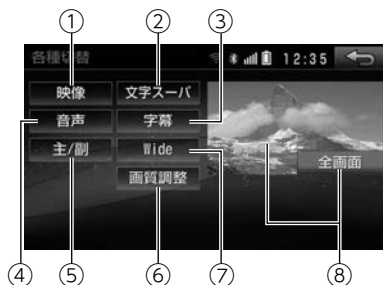 ① ② ③
各種切替 12:35
映像 文字スーパ
音声 字幕
主/副 Wide
全画面
画質調整
④ ⑤ ⑥ ⑦ ⑧